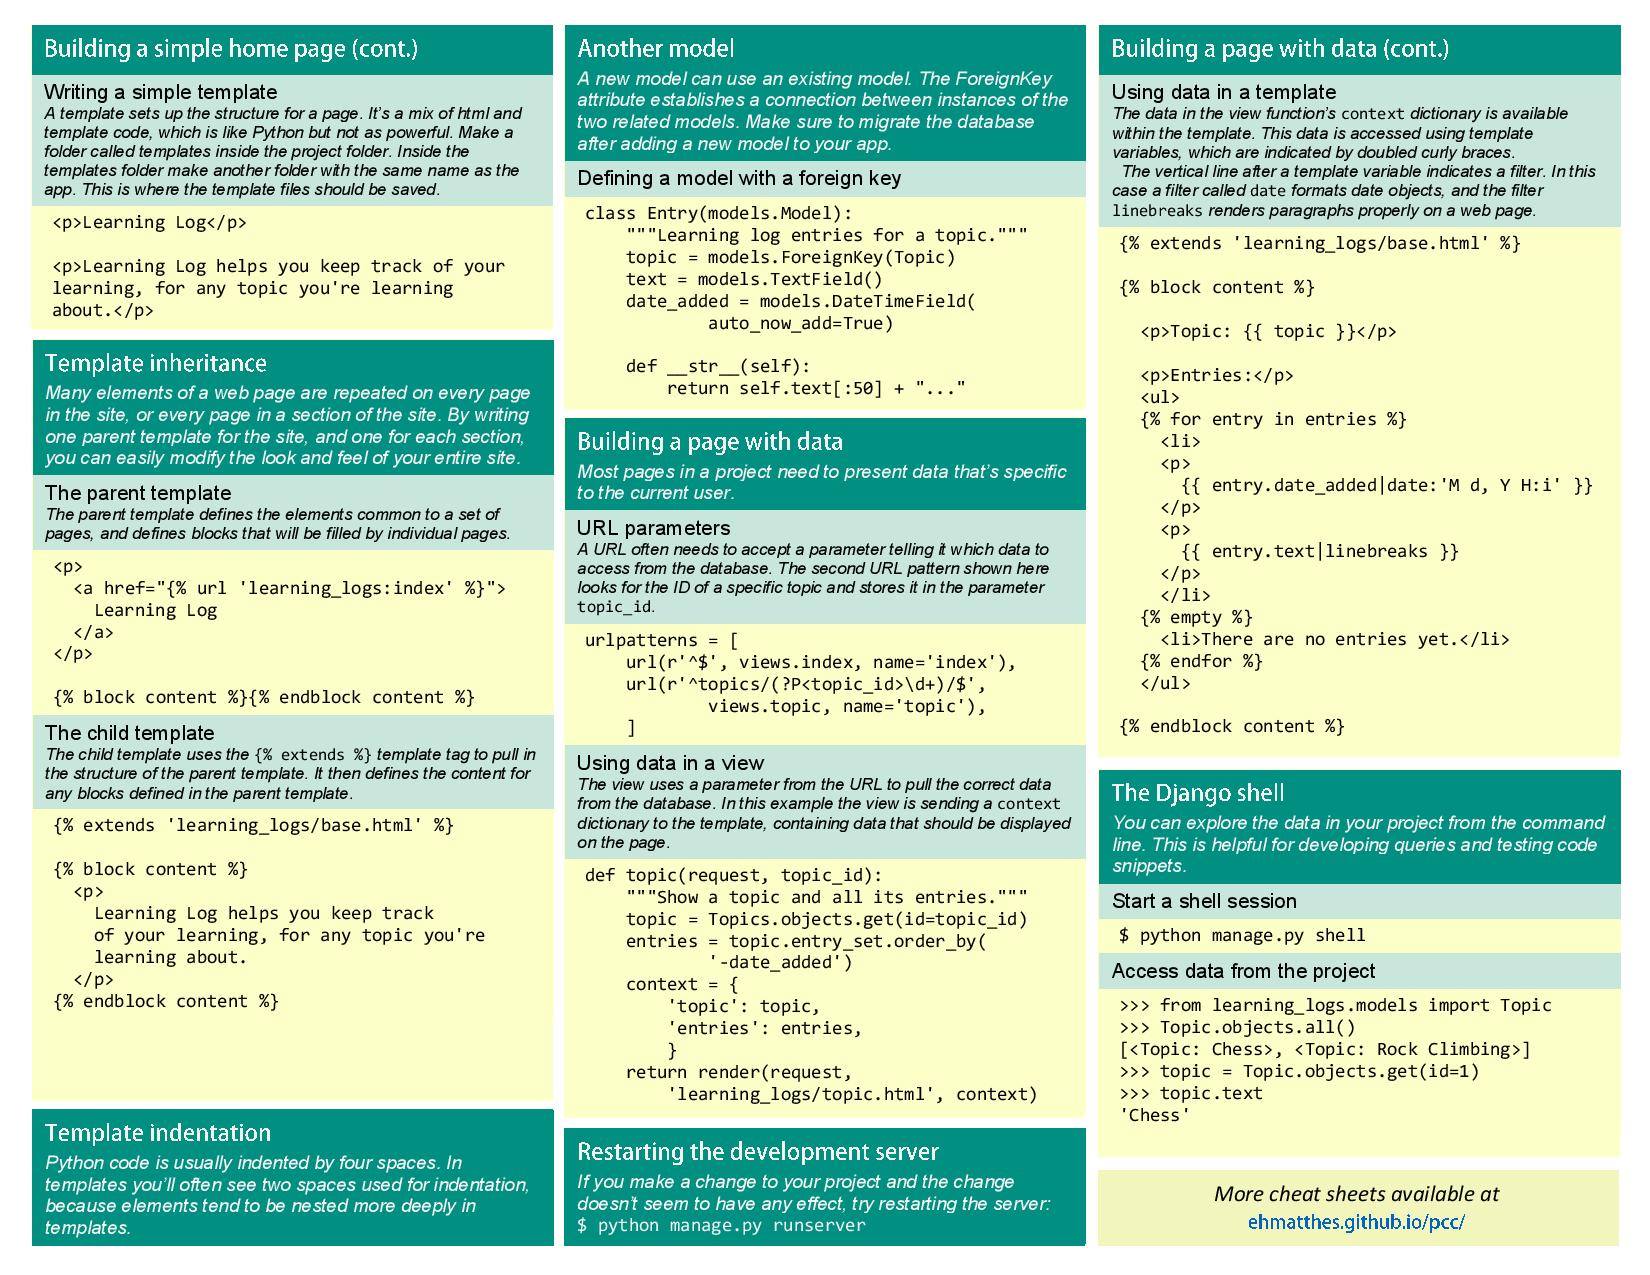 Building a simple home page (cont.)
Writing a simple template
A template sets up the structure for a page. It's a mix of html and
template code, which is like Python but not as powerful. Make a
folder called templates inside the project folder. Inside the
templates folder make another folder with the same name as the
app. This is where the template files should be saved.
<p>Learning Log</p>
<p>Learning Log helps you keep track of your
learning, for any topic you're learning
about.</p>
Template inheritance
Many elements of a web page are repeated on every page
in the site, or every page in a section of the site. By writing
one parent template for the site, and one for each section,
you can easily modify the look and feel of your entire site.
The parent template
The parent template defines the elements common to a set of
pages, and defines blocks that will be filled by individual pages.
<p>
  <a href="{% url 'learning_logs:index' %}">
    Learning Log
  </a>
</p>
{% block content %}{% endblock content %}
The child template
The child template uses the {% extends %} template tag to pull in
the structure of the parent template. It then defines the content for
any blocks defined in the parent template.
{% extends 'learning_logs/base.html' %}
{% block content %}
  <p>
    Learning Log helps you keep track
    of your learning, for any topic you're
    learning about.
  </p>
{% endblock content %}
Template indentation
Python code is usually indented by four spaces. In
templates you'll often see two spaces used for indentation,
because elements tend to be nested more deeply in
templates.
Another model
A new model can use an existing model. The ForeignKey
attribute establishes a connection between instances of the
two related models. Make sure to migrate the database
after adding a new model to your app.
Defining a model with a foreign key
class Entry(models.Model):
    """Learning log entries for a topic."""
    topic = models.ForeignKey(Topic)
    text = models.TextField()
    date_added = models.DateTimeField(
            auto_now_add=True)
    def __str__(self):
        return self.text[:50] + "..."
Building a page with data
Most pages in a project need to present data that's specific
to the current user.
URL parameters
A URL often needs to accept a parameter telling it which data to
access from the database. The second URL pattern shown here
looks for the ID of a specific topic and stores it in the parameter
topic_id.
urlpatterns = [
    url(r'^$', views.index, name='index'),
    url(r'^topics/(?P<topic_id>\d+)/$',
            views.topic, name='topic'),
    ]
Using data in a view
The view uses a parameter from the URL to pull the correct data
from the database. In this example the view is sending a context
dictionary to the template, containing data that should be displayed
on the page.
def topic(request, topic_id):
    """Show a topic and all its entries."""
    topic = Topics.objects.get(id=topic_id)
    entries = topic.entry_set.order_by(
            '-date_added')
    context = {
        'topic': topic,
        'entries': entries,
        }
    return render(request,
        'learning_logs/topic.html', context)
Restarting the development server
If you make a change to your project and the change
doesn't seem to have any effect, try restarting the server:
$ python manage.py runserver
Building a page with data (cont.)
Using data in a template
The data in the view function's context dictionary is available
within the template. This data is accessed using template
variables, which are indicated by doubled curly braces.
  The vertical line after a template variable indicates a filter. In this
case a filter called date formats date objects, and the filter
linebreaks renders paragraphs properly on a web page.
{% extends 'learning_logs/base.html' %}
{% block content %}
  <p>Topic: {{ topic }}</p>
  <p>Entries:</p>
  <ul>
  {% for entry in entries %}
    <li>
    <p>
      {{ entry.date_added|date:'M d, Y H:i' }}
    </p>
    <p>
      {{ entry.text|linebreaks }}
    </p>
    </li>
  {% empty %}
    <li>There are no entries yet.</li>
  {% endfor %}
  </ul>
{% endblock content %}
The Django shell
You can explore the data in your project from the command
line. This is helpful for developing queries and testing code
snippets.
Start a shell session
$ python manage.py shell
Access data from the project
>>> from learning_logs.models import Topic
>>> Topic.objects.all()
[<Topic: Chess>, <Topic: Rock Climbing>]
>>> topic = Topic.objects.get(id=1)
>>> topic.text
'Chess'
More cheat sheets available at
ehmatthes.github.io/pcc/